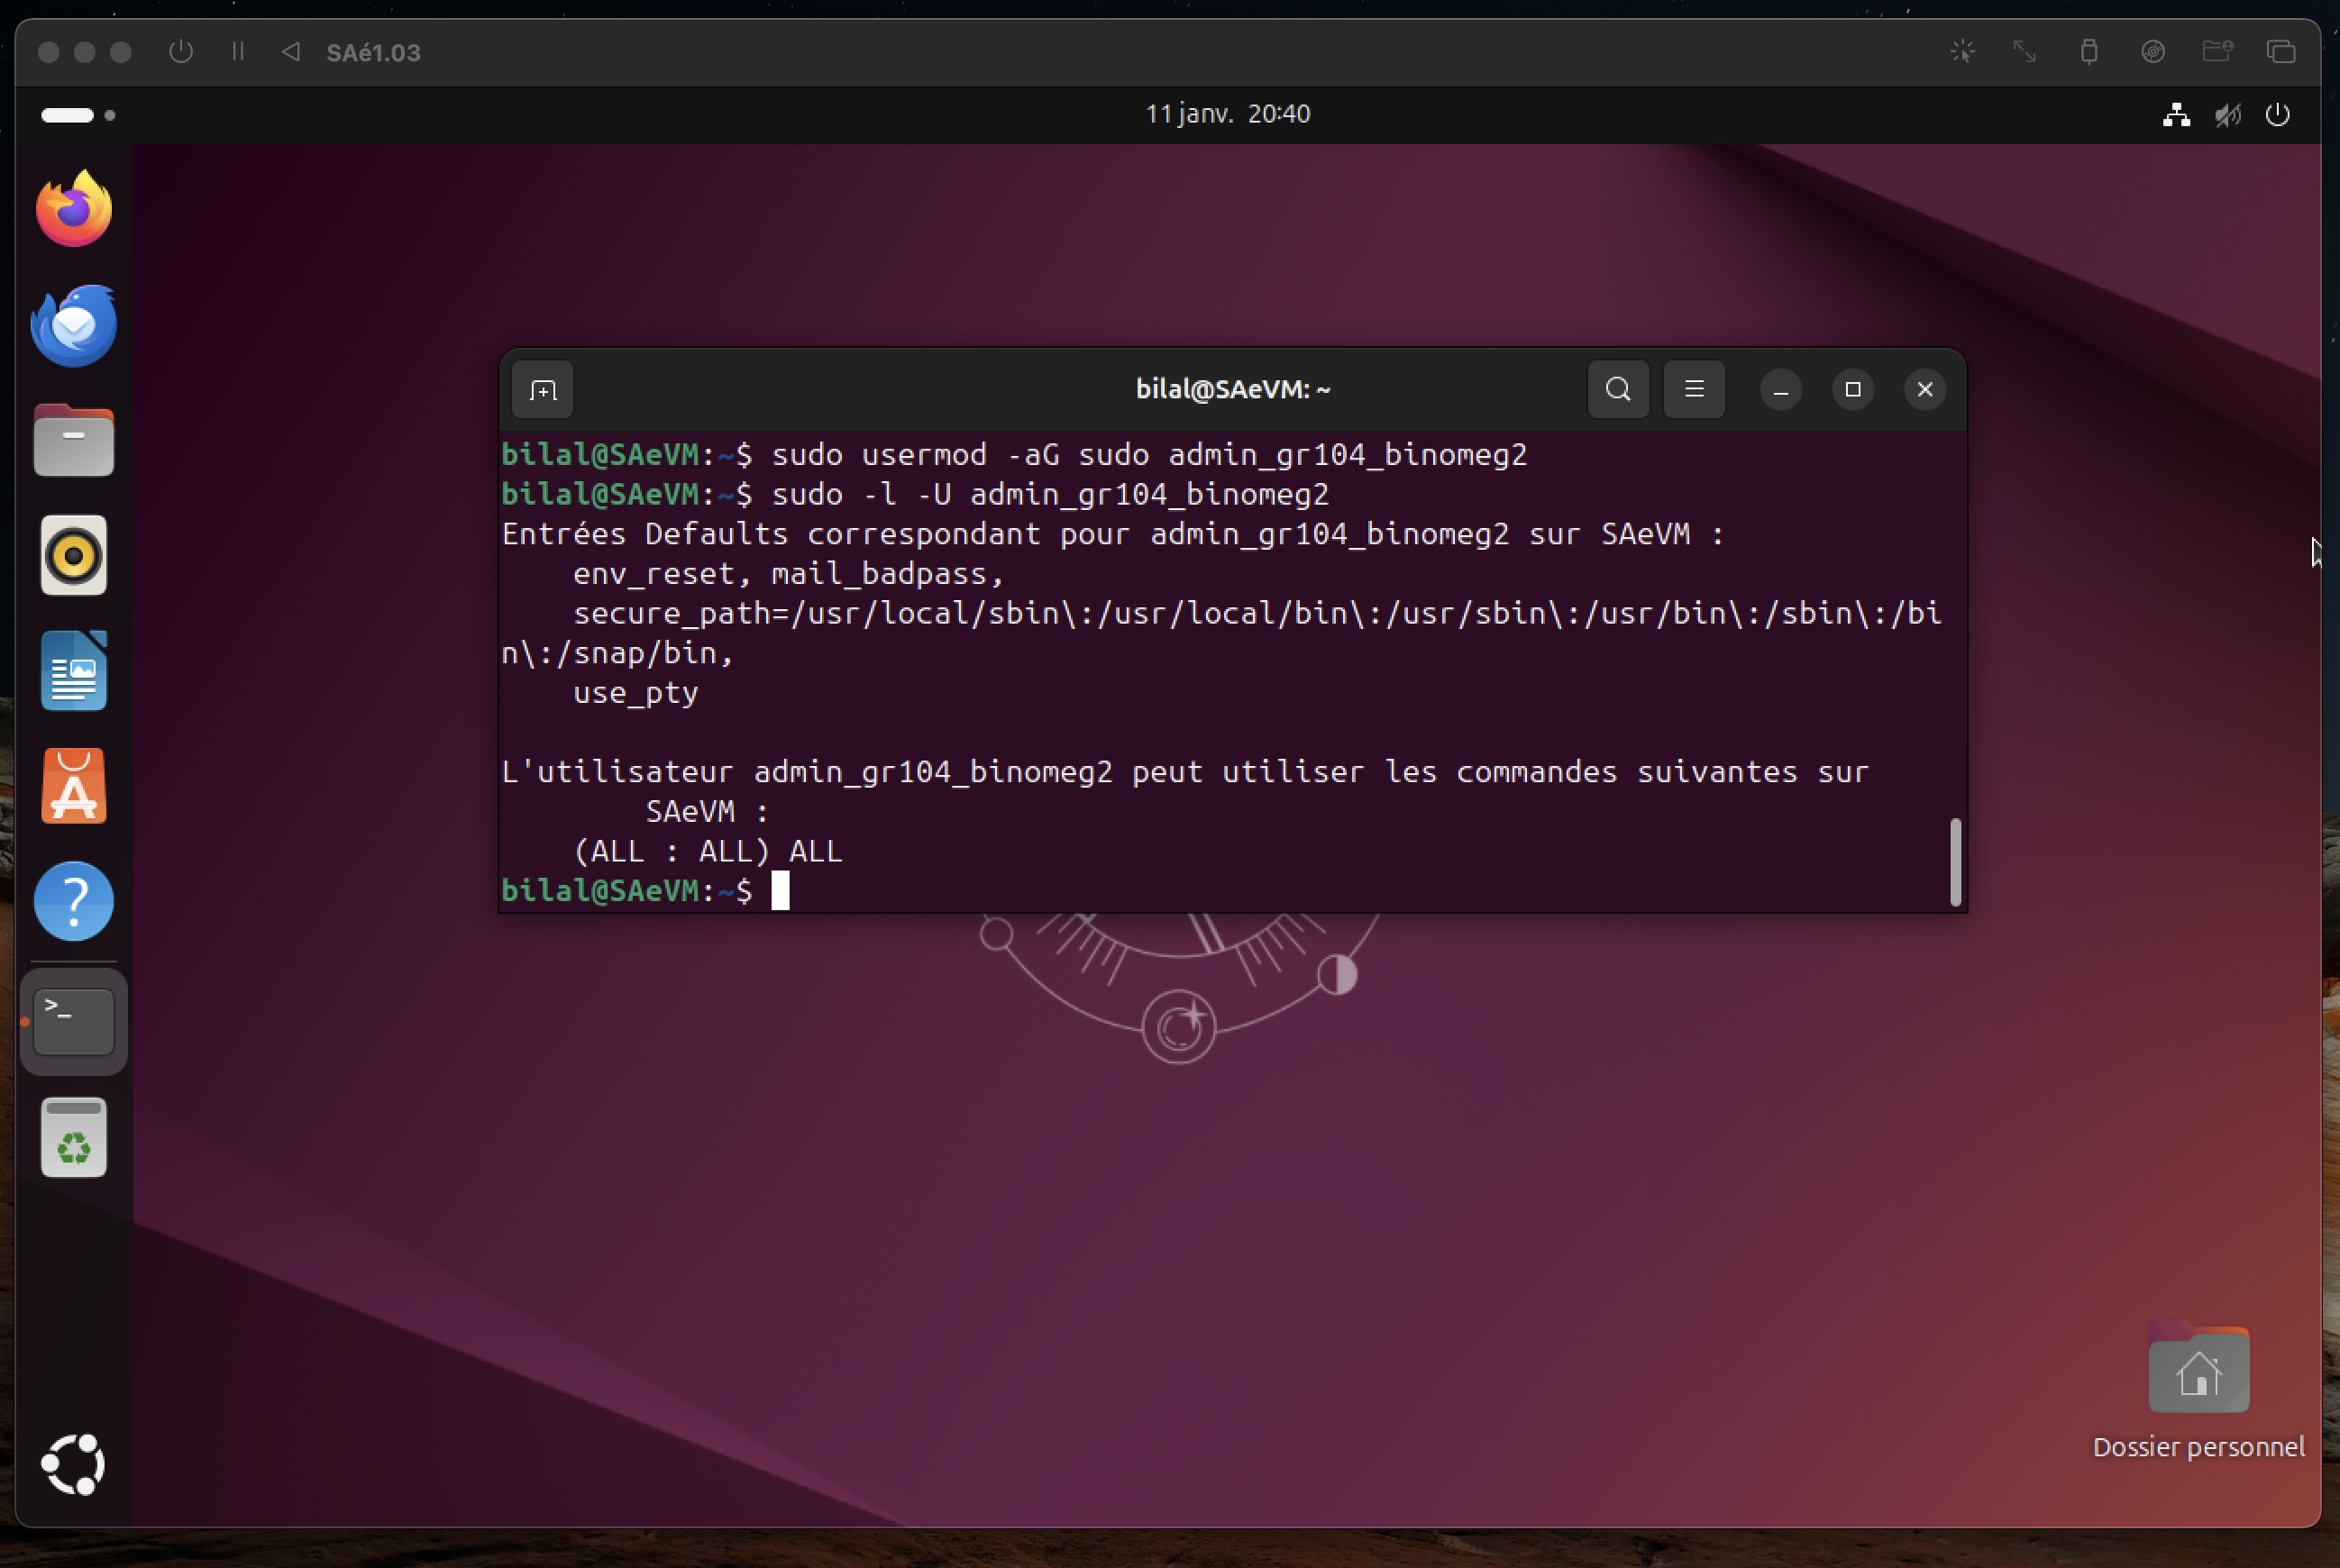 SAé1.03
11 janv. 20:40
bilal@SAeVM: ~
bilal@SAeVM:~$ sudo usermod -aG sudo admin_gr104_binomeg2
bilal@SAeVM:~$ sudo -l -U admin_gr104_binomeg2
Entrées Defaults correspondant pour admin_gr104_binomeg2 sur SAeVM :
    env_reset, mail_badpass,
    secure_path=/usr/local/sbin\:/usr/local/bin\:/usr/sbin\:/usr/bin\:/sbin\:/bi
n\:/snap/bin,
    use_pty
L'utilisateur admin_gr104_binomeg2 peut utiliser les commandes suivantes sur
        SAeVM :
    (ALL : ALL) ALL
bilal@SAeVM:~$
Dossier personnel